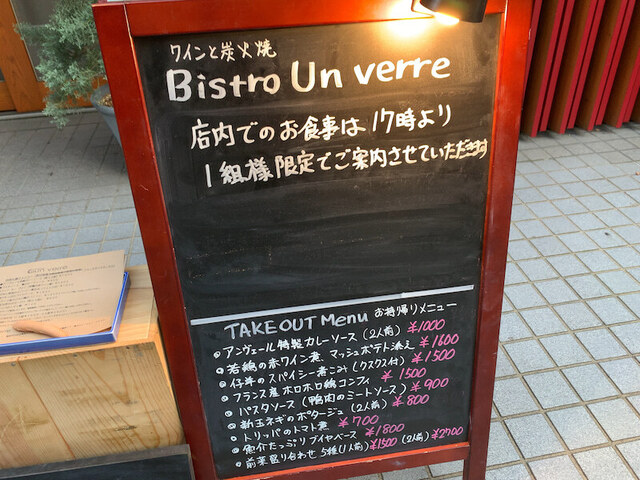 ワインと炭火焼
Bistro Un verre
店内でのお食事は 17時より
1組様限定でご案内させていただきます
TAKEOUT Menu お持帰りメニュー
アンヴェール特製カレーソース(2人前) ¥1000
若鶏の赤ワイン煮 マッシュポテト添え ¥1600
仔羊のスパイシー煮こみ(クスクス付) ¥1500
フランス産ホロホロ鶏コンフィ ¥1500
パスタソース(鴨肉のミートソース) ¥900
新玉ネギのポタージュ(2人前) ¥800
トリッパのトマト煮 ¥700
魚介たっぷりブイヤベース ¥1800
前菜盛り合わせ 5種(1人前)¥1500 (2人前)¥2700